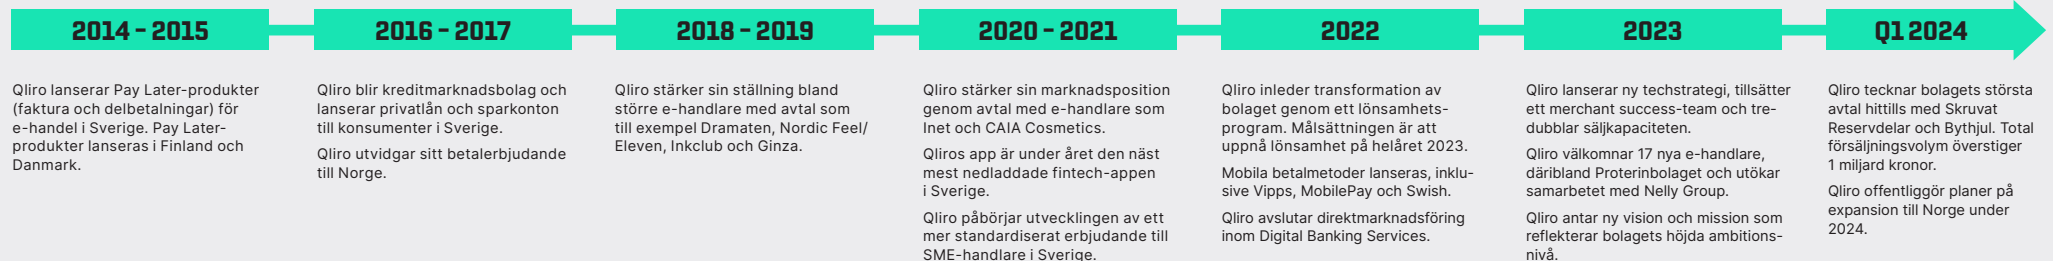 2014 – 2015
Qliro lanserar Pay Later-produkter
(faktura och delbetalningar) för
e-handel i Sverige. Pay Later-
produkter lanseras i Finland och
Danmark.
2016 – 2017
Qliro blir kreditmarknadsbolag och
lanserar privatlån och sparkonton
till konsumenter i Sverige.
Qliro utvidgar sitt betalerbjudande
till Norge.
2018 – 2019
Qliro stärker sin ställning bland
större e-handlare med avtal som
till exempel Dramaten, Nordic Feel/
Eleven, Inkclub och Ginza.
2020 – 2021
Qliro stärker sin marknadsposition
genom avtal med e-handlare som
Inet och CAIA Cosmetics.
Qliros app är under året den näst
mest nedladdade fintech-appen
i Sverige.
Qliro påbörjar utvecklingen av ett
mer standardiserat erbjudande till
SME-handlare i Sverige.
2022
Qliro inleder transformation av
bolaget genom ett lönsamhets-
program. Målsättningen är att
uppnå lönsamhet på helåret 2023.
Mobila betalmetoder lanseras, inklu-
sive Vipps, MobilePay och Swish.
Qliro avslutar direktmarknadsföring
inom Digital Banking Services.
2023
Qliro lanserar ny techstrategi, tillsätter
ett merchant success-team och tre-
dubblar säljkapaciteten.
Qliro välkomnar 17 nya e-handlare,
däribland Proterinbolaget och utökar
samarbetet med Nelly Group.
Qliro antar ny vision och mission som
reflekterar bolagets höjda ambitions-
nivå.
Q1 2024
Qliro tecknar bolagets största
avtal hittills med Skruvat
Reservdelar och Bythjul. Total
försäljningsvolym överstiger
1 miljard kronor.
Qliro offentliggör planer på
expansion till Norge under
2024.